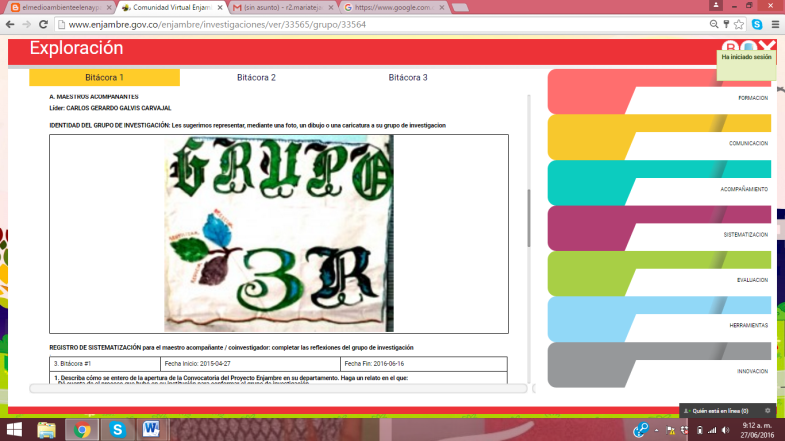 elmedioambienteelenayp
Comunidad Virtual Enjam
(sin asunto) - r2.mariateja
https://www.google.com.
www.enjambre.gov.co/enjambre/investigaciones/ver/33565/grupo/33564
Exploración
Ha iniciado sesión
Bitácora 1
Bitácora 2
Bitácora 3
A. MAESTROS ACOMPAÑANTES
Líder: CARLOS GERARDO GALVIS CARVAJAL
IDENTIDAD DEL GRUPO DE INVESTIGACIÓN: Les sugerimos representar, mediante una foto, un dibujo o una caricatura a su grupo de investigacion
GRUPO
3R
REGISTRO DE SISTEMATIZACIÓN para el maestro acompañante / coinvestigador: completar las reflexiones del grupo de investigación
3. Bitácora #1
Fecha Inicio: 2015-04-27
Fecha Fin: 2016-06-16
1. Describa cómo se entero de la apertura de la Convocatoria del Proyecto Enjambre en su departamento. Haga un relato en el que:
FORMACION
COMUNICACION
ACOMPAÑAMIENTO
SISTEMATIZACION
EVALUACION
HERRAMIENTAS
INNOVACION
Quién está en línea (0)
9:12 a. m.
27/06/2016